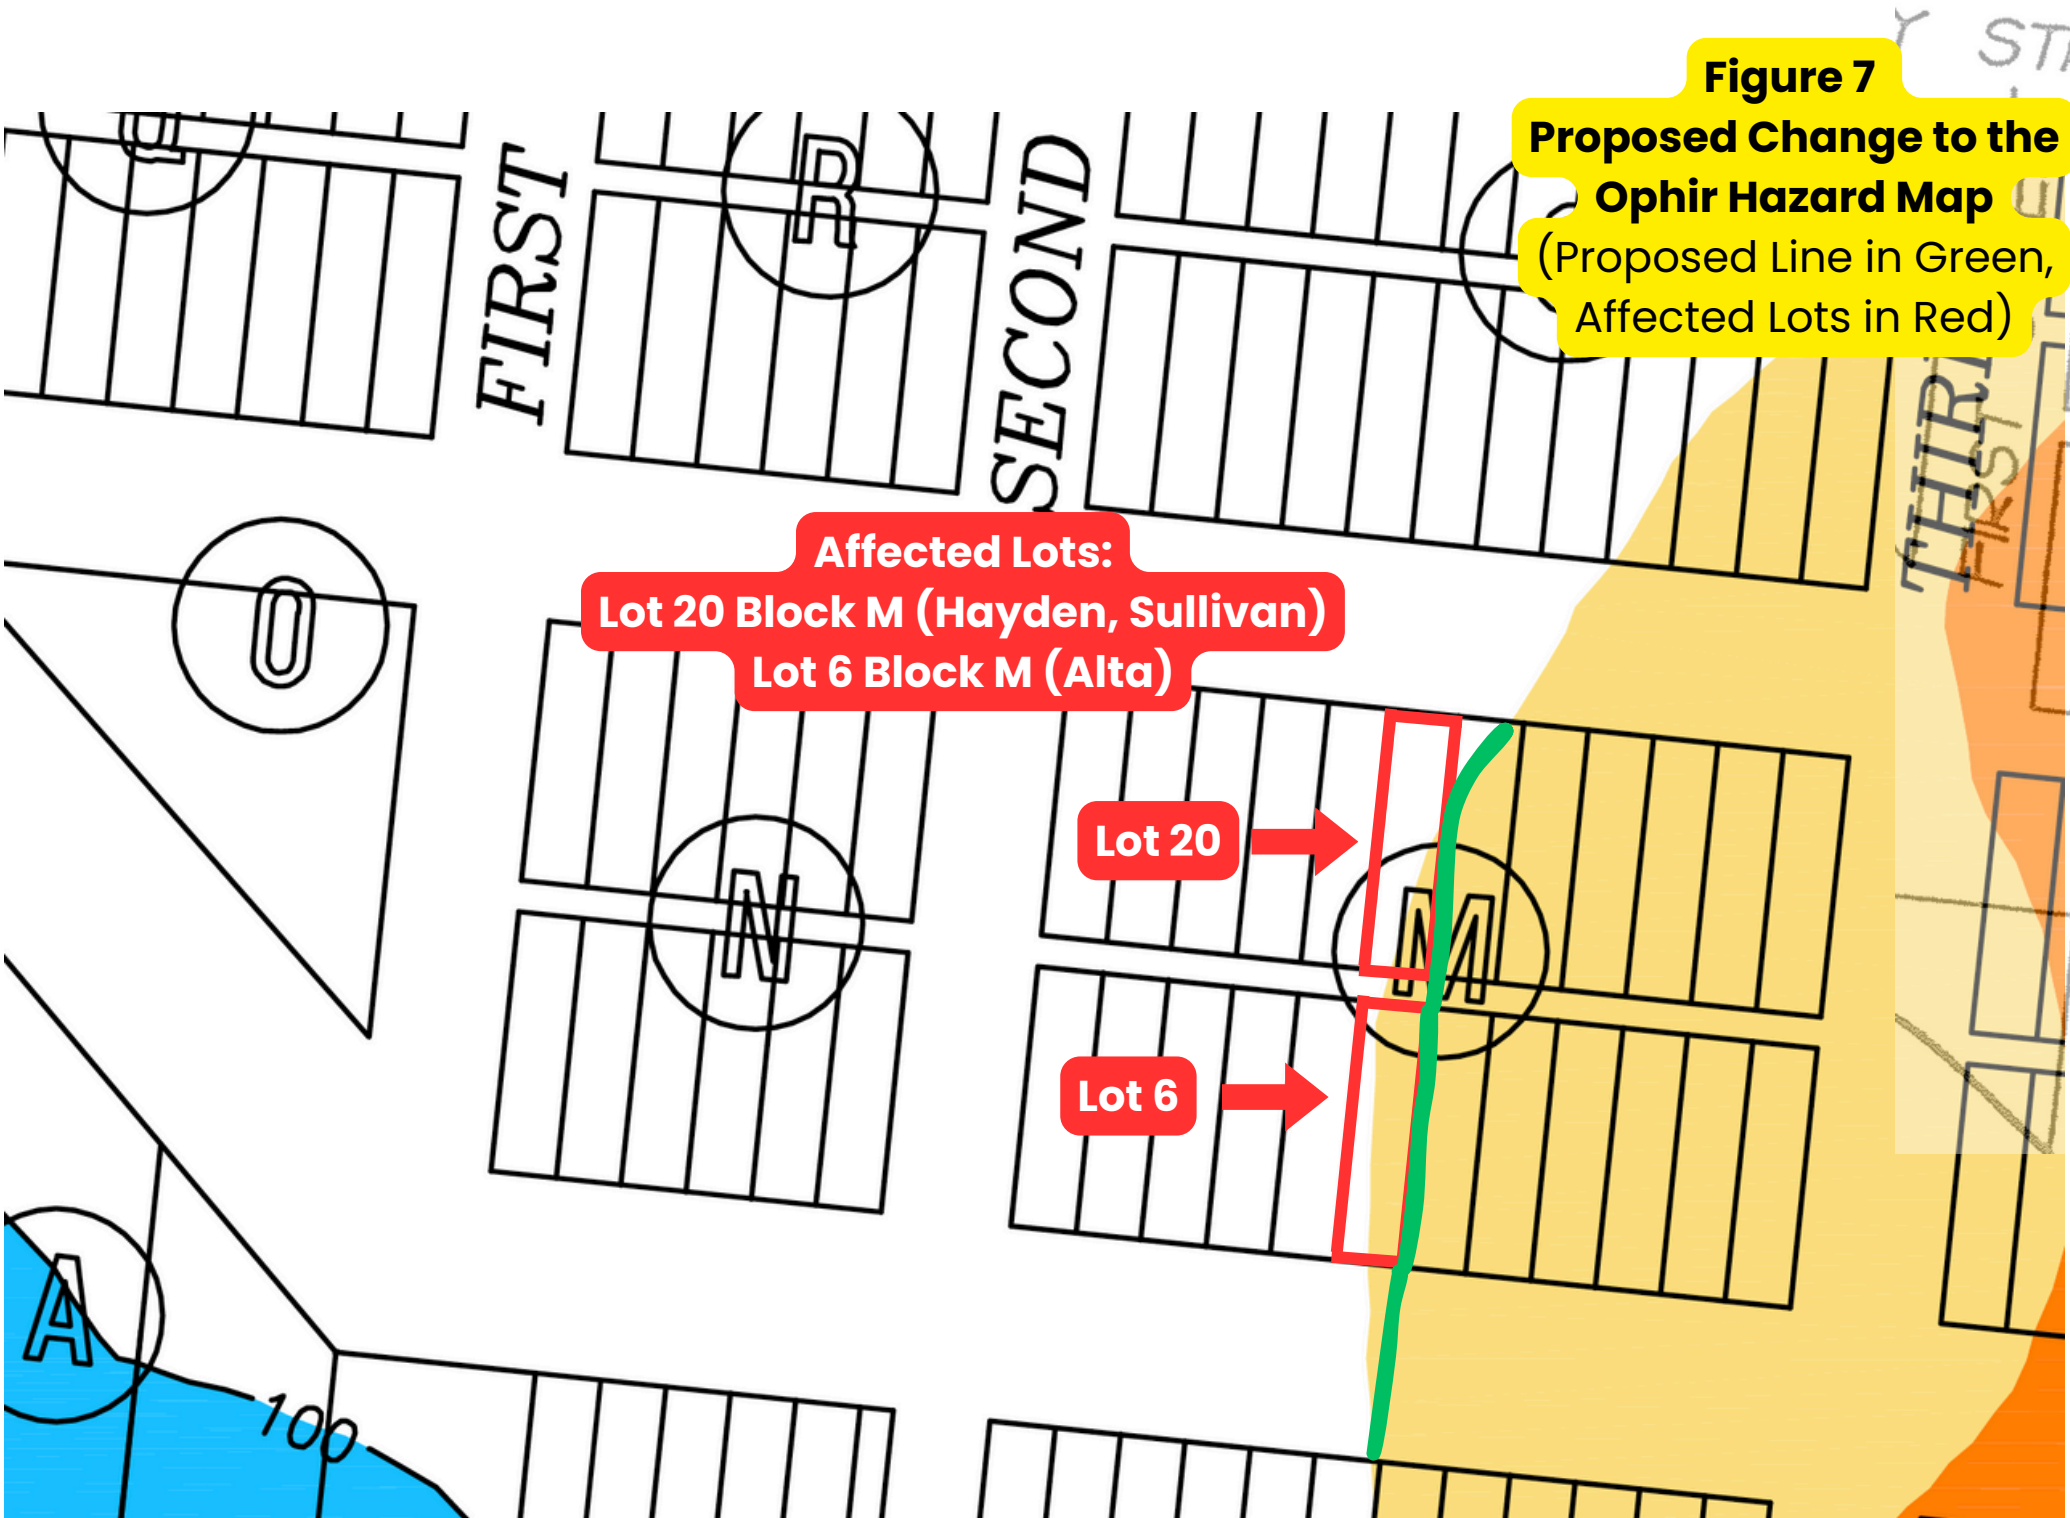 Figure 7
Proposed Change to the
Ophir Hazard Map
(Proposed Line in Green,
Affected Lots in Red)
R
FIRST
SECOND
FIRST
Affected Lots:
Lot 20 Block M (Hayden, Sullivan)
Lot 6 Block M (Alta)
O
Lot 20
N
M
Lot 6
A
100